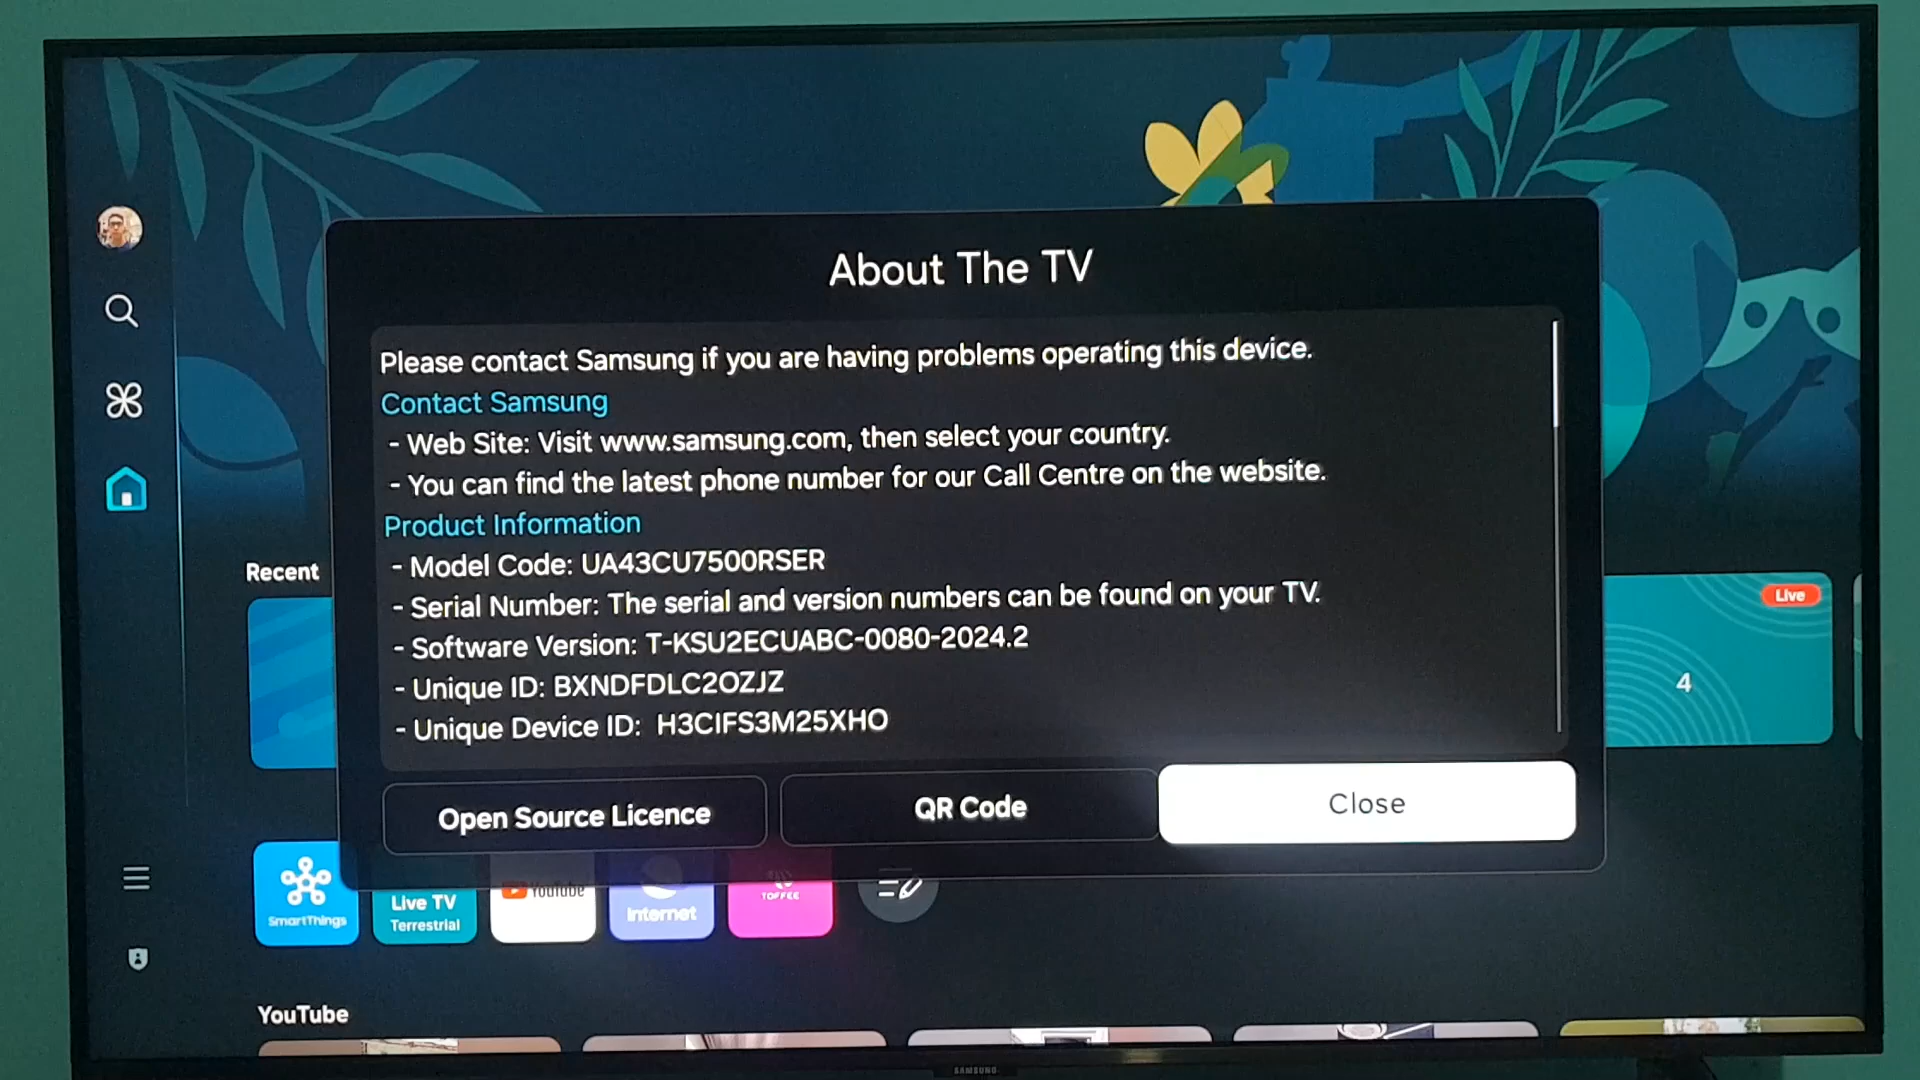 About The TV
Please contact Samsung if you are having problems operating this device.
Contact Samsung
- Web Site: Visit www.samsung.com, then select your country.
- You can find the latest phone number for our Call Centre on the website.
Product Information
- Model Code: UA43CU7500RSER
- Serial Number: The serial and version numbers can be found on your TV.
- Software Version: T-KSU2ECUABC-0080-2024.2
- Unique ID: BXNDFDLC2OZJZ
- Unique Device ID: H3CIFS3M25XHO
Open Source Licence
QR Code
Close
Recent
Live
4
SmartThings
Live TV
Terrestrial
YouTube
Internet
TOFFEE
YouTube
SAMSUNG